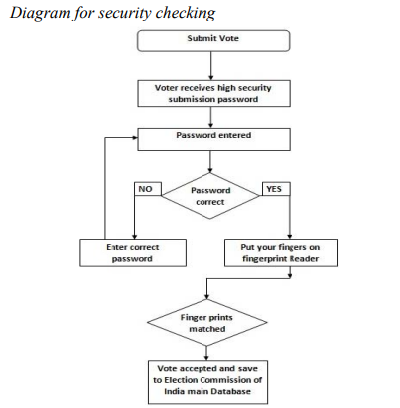 Diagram for security checking
Submit Vote
Voter receives high security
submission password
Password entered
NO
Password
correct
YES
Enter correct
password
Put your fingers on
fingerprint Reader
Finger prints
matched
Vote accepted and save
to Election Commission of
India main Database